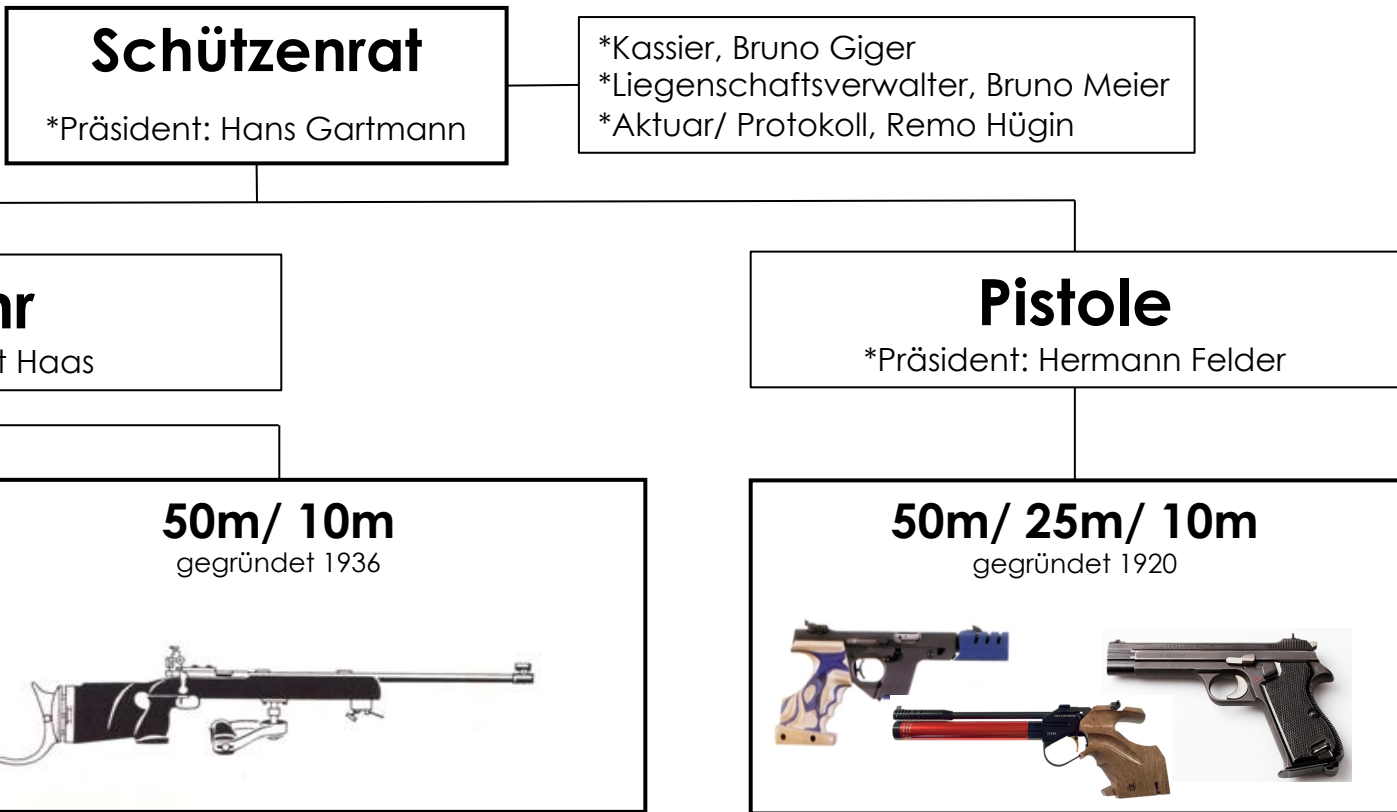 Schützenrat
*Präsident: Hans Gartmann
*Kassier, Bruno Giger
*Liegenschaftsverwalter, Bruno Meier
*Aktuar/ Protokoll, Remo Hügin
Haas
Pistole
*Präsident: Hermann Felder
50m/ 10m
gegründet 1936
50m/ 25m/ 10m
gegründet 1920